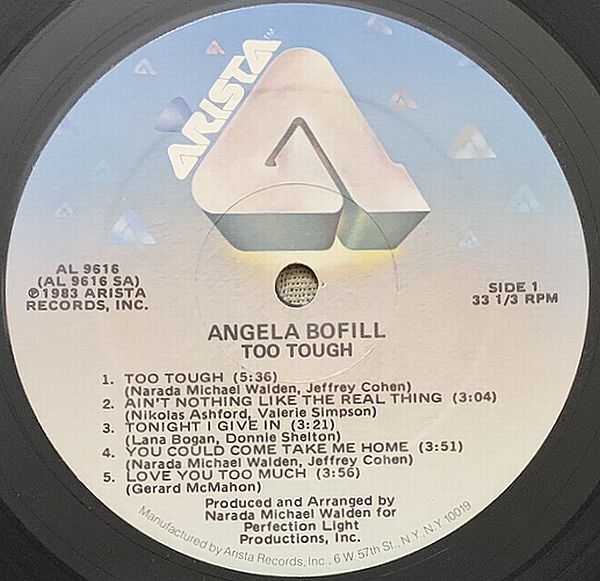 ARISTA™
AL 9616
(AL 9616 SA)
℗1983 ARISTA
RECORDS, INC.
SIDE 1
33 1/3 RPM
ANGELA BOFILL
TOO TOUGH
1. TOO TOUGH (5:36)
(Narada Michael Walden, Jeffrey Cohen)
2. AIN'T NOTHING LIKE THE REAL THING (3:04)
(Nikolas Ashford, Valerie Simpson)
3. TONIGHT I GIVE IN (3:21)
(Lana Bogan, Donnie Shelton)
4. YOU COULD COME TAKE ME HOME (3:51)
(Narada Michael Walden, Jeffrey Cohen)
5. LOVE YOU TOO MUCH (3:56)
(Gerard McMahon)
Produced and Arranged by
Narada Michael Walden for
Perfection Light
Productions, Inc.
Manufactured by Arista Records, Inc., 6 W. 57th St., N.Y., N.Y. 10019